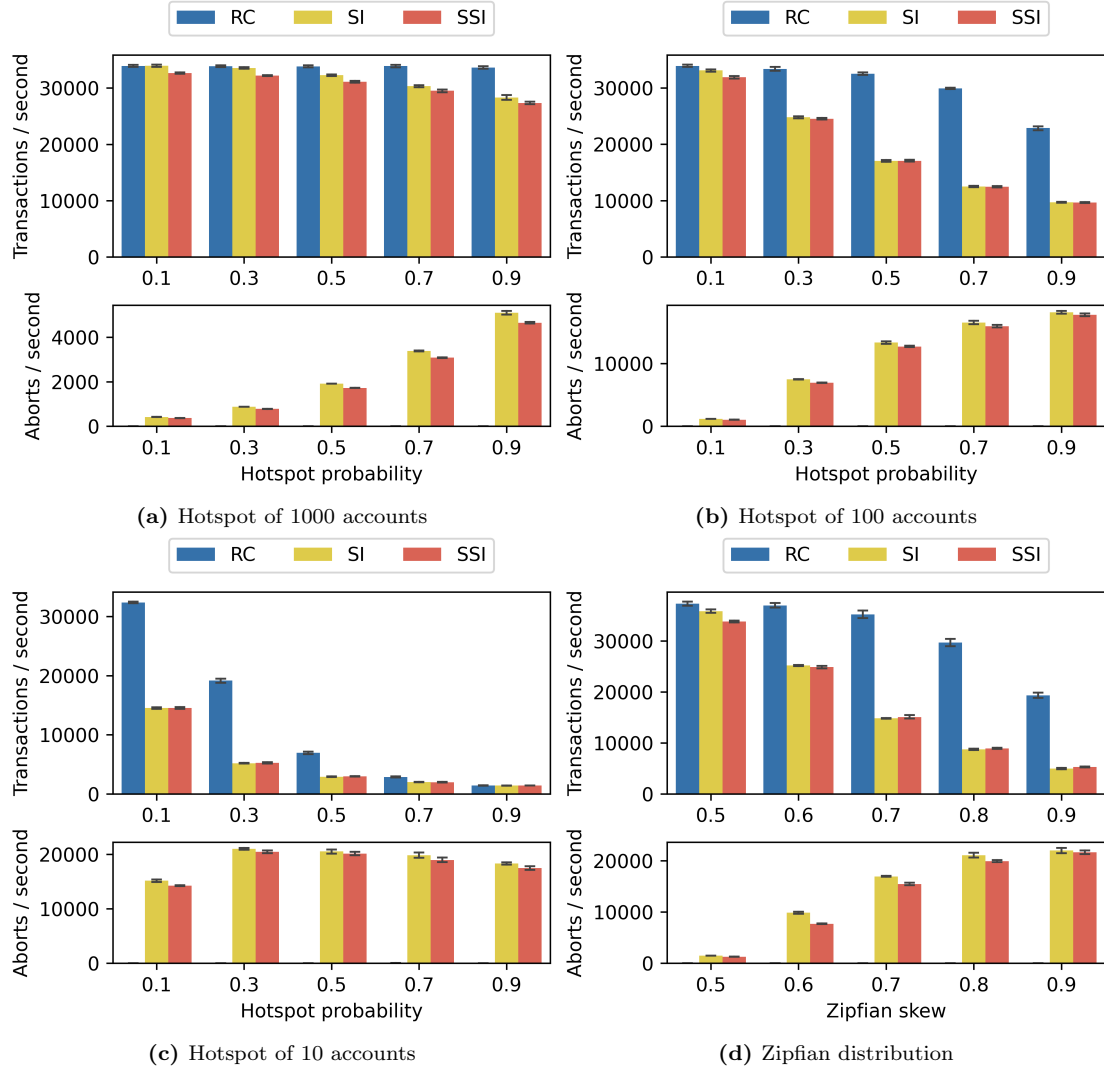 RC SI SSI
Transactions / second
30000
20000
10000
0
0.1 0.3 0.5 0.7 0.9
Aborts / second
4000
2000
0
0.1 0.3 0.5 0.7 0.9
Hotspot probability
(a) Hotspot of 1000 accounts
RC SI SSI
Transactions / second
30000
20000
10000
0
0.1 0.3 0.5 0.7 0.9
Aborts / second
10000
0
0.1 0.3 0.5 0.7 0.9
Hotspot probability
(b) Hotspot of 100 accounts
RC SI SSI
Transactions / second
30000
20000
10000
0
0.1 0.3 0.5 0.7 0.9
Aborts / second
20000
10000
0
0.1 0.3 0.5 0.7 0.9
Hotspot probability
(c) Hotspot of 10 accounts
RC SI SSI
Transactions / second
30000
20000
10000
0
0.5 0.6 0.7 0.8 0.9
Aborts / second
20000
10000
0
0.5 0.6 0.7 0.8 0.9
Zipfian skew
(d) Zipfian distribution